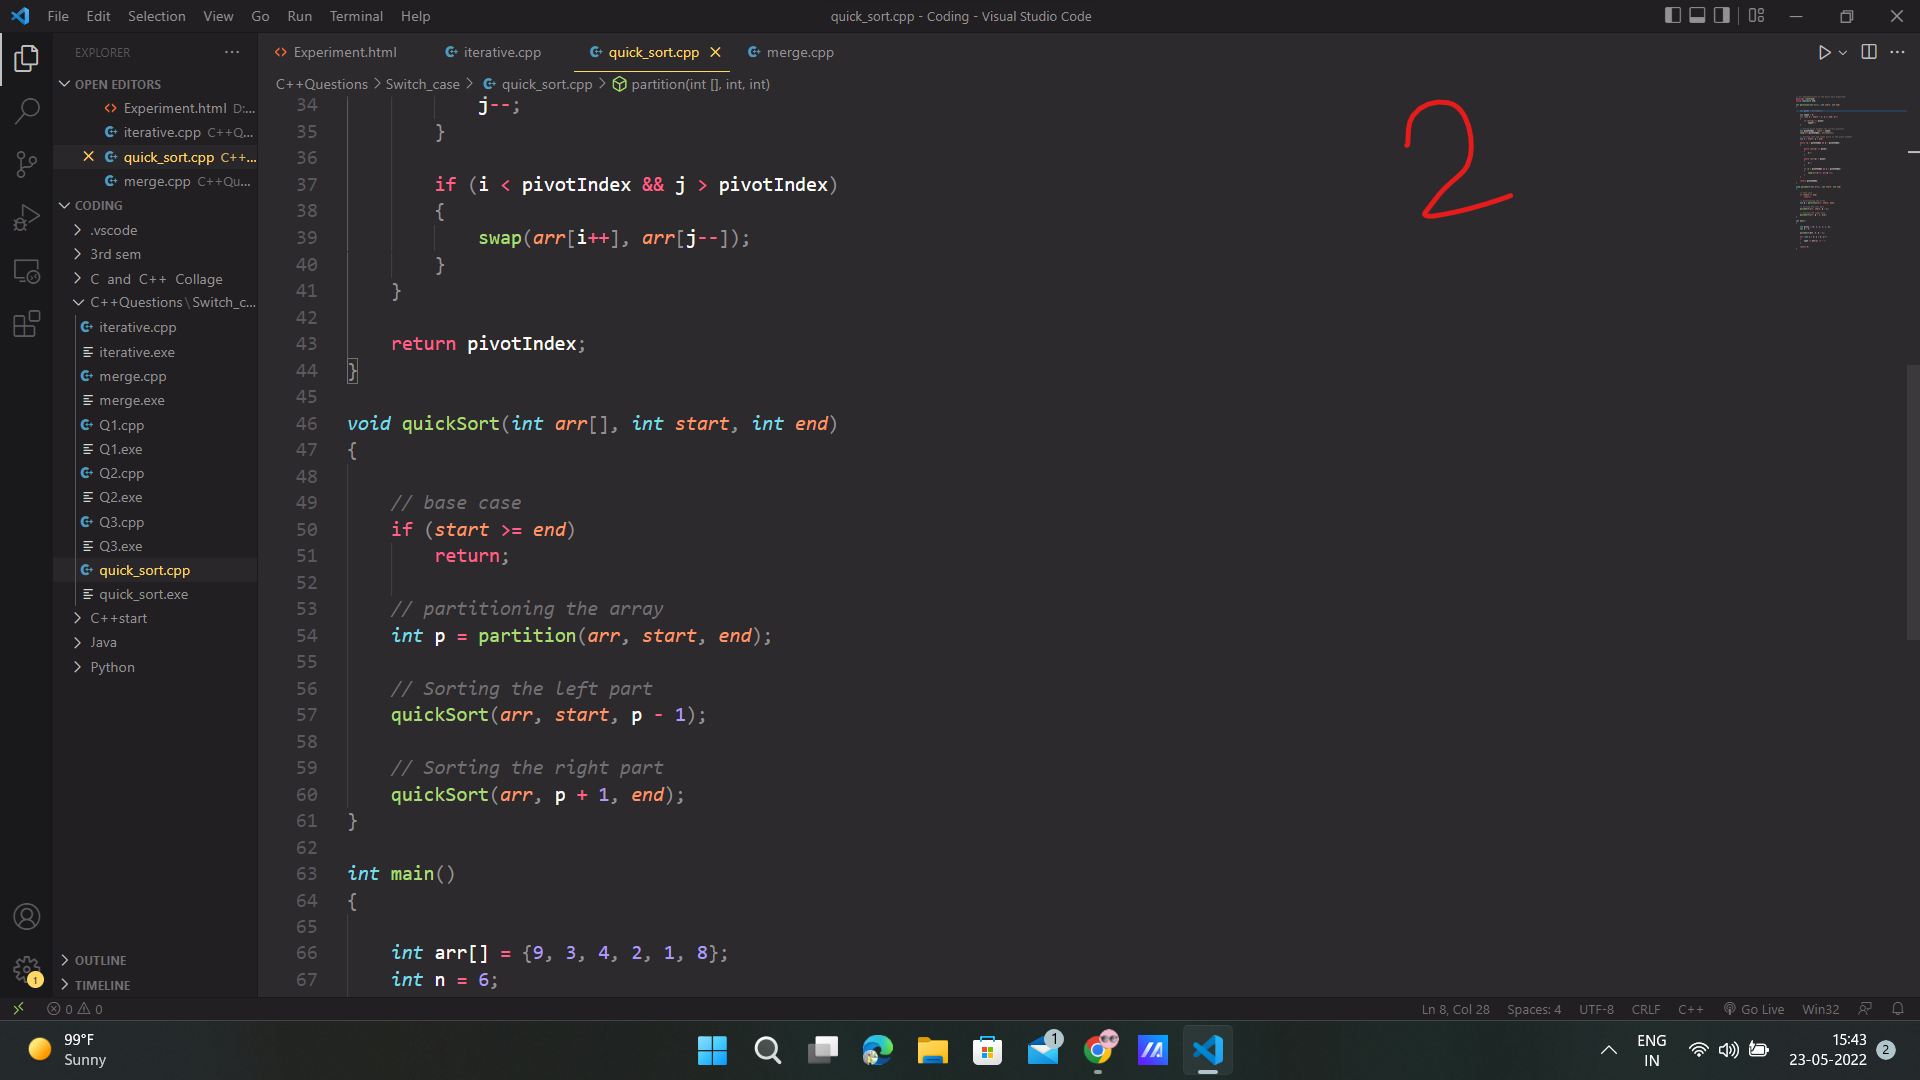 File Edit Selection View Go Run Terminal Help
quick_sort.cpp - Coding - Visual Studio Code
EXPLORER
OPEN EDITORS
Experiment.html D:...
iterative.cpp C++Q...
quick_sort.cpp C++...
merge.cpp C++Qu...
CODING
.vscode
3rd sem
C and C++ Collage
C++Questions\Switch_c...
iterative.cpp
iterative.exe
merge.cpp
merge.exe
Q1.cpp
Q1.exe
Q2.cpp
Q2.exe
Q3.cpp
Q3.exe
quick_sort.cpp
quick_sort.exe
C++start
Java
Python
OUTLINE
TIMELINE
1
Experiment.html iterative.cpp quick_sort.cpp merge.cpp
C++Questions > Switch_case > quick_sort.cpp > partition(int [], int, int)
2
34 j--;
35 }
36
37 if (i < pivotIndex && j > pivotIndex)
38 {
39 swap(arr[i++], arr[j--]);
40 }
41 }
42
43 return pivotIndex;
44 }
45
46 void quickSort(int arr[], int start, int end)
47 {
48
49 // base case
50 if (start >= end)
51 return;
52
53 // partitioning the array
54 int p = partition(arr, start, end);
55
56 // Sorting the left part
57 quickSort(arr, start, p - 1);
58
59 // Sorting the right part
60 quickSort(arr, p + 1, end);
61 }
62
63 int main()
64 {
65
66 int arr[] = {9, 3, 4, 2, 1, 8};
67 int n = 6;
0 0
Ln 8, Col 28 Spaces: 4 UTF-8 CRLF C++ Go Live Win32
99°F
Sunny
1
ENG
IN
15:43
23-05-2022
2